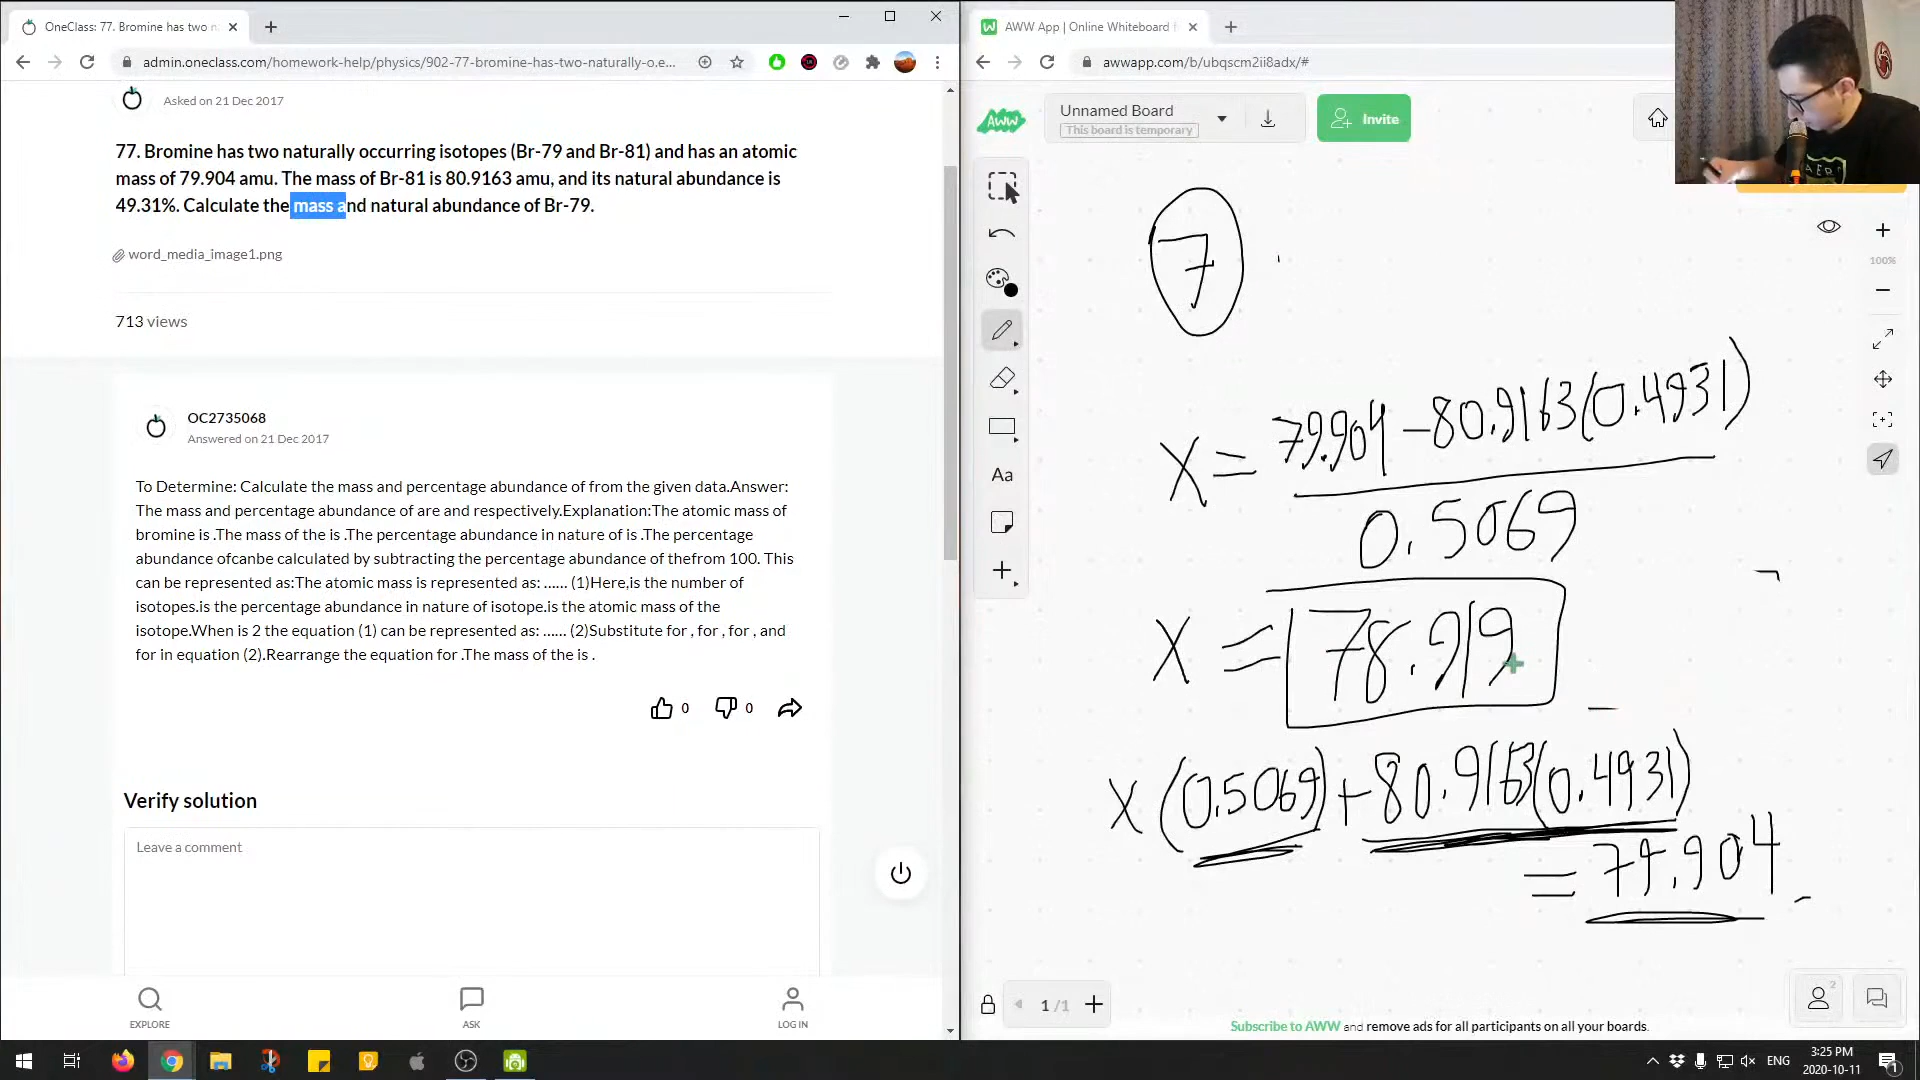 OneClass: 77. Bromine has two n
AWW App | Online Whiteboard f
admin.oneclass.com/homework-help/physics/902-77-bromine-has-two-naturally-o.e...
awwapp.com/b/ubqscm2ii8adx/#
Asked on 21 Dec 2017
77. Bromine has two naturally occurring isotopes (Br-79 and Br-81) and has an atomic
mass of 79.904 amu. The mass of Br-81 is 80.9163 amu, and its natural abundance is
49.31%. Calculate the mass and natural abundance of Br-79.
word_media_image1.png
713 views
OC2735068
Answered on 21 Dec 2017
To Determine: Calculate the mass and percentage abundance of from the given data.Answer:
The mass and percentage abundance of are and respectively.Explanation:The atomic mass of
bromine is .The mass of the is .The percentage abundance in nature of is .The percentage
abundance ofcanbe calculated by subtracting the percentage abundance of thefrom 100. This
can be represented as:The atomic mass is represented as: ...... (1)Here,is the number of
isotopes.is the percentage abundance in nature of isotope.is the atomic mass of the
isotope.When is 2 the equation (1) can be represented as: ...... (2)Substitute for , for , for , and
for in equation (2).Rearrange the equation for .The mass of the is .
0 0
Verify solution
Leave a comment
EXPLORE
ASK
LOG IN
AWW
Unnamed Board
This board is temporary
Invite
100%
Aa
7
X = 79.904 - 80.9163(0.4931)
0.5069
X = 78.919
X(0.5069) + 80.9163(0.4931)
= 79.904
1 /1
2
Subscribe to AWW and remove ads for all participants on all your boards.
ENG
3:25 PM
2020-10-11
1